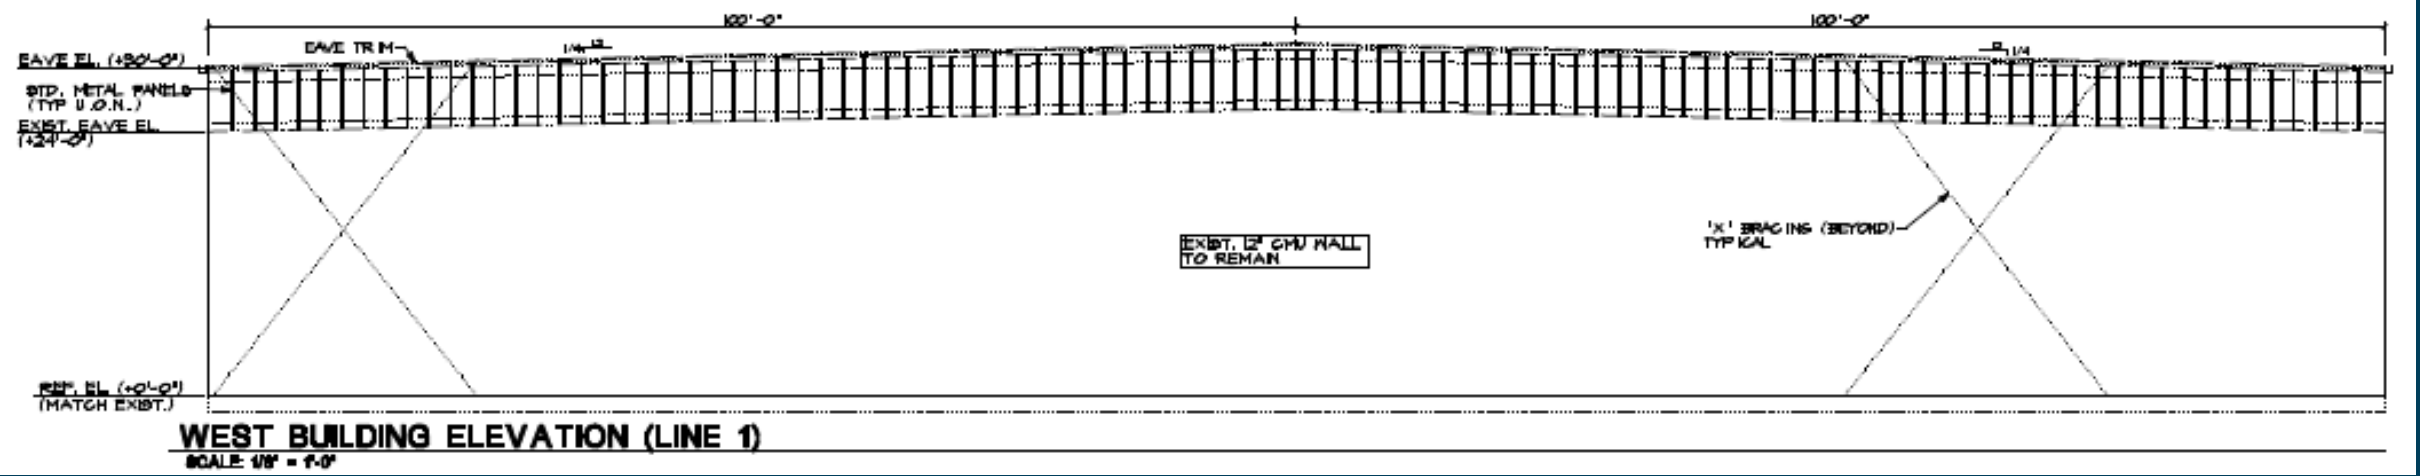 100'-0"
100'-0"
EAVE TRIM
1/4
12
12
1/4
EAVE EL. (+30'-0")
STD. METAL PANELS
(TYP U.O.N.)
EXIST. EAVE EL.
(+24'-0")
'X' BRACING (BEYOND)
TYPICAL
EXIST. 12" CMU WALL
TO REMAIN
REF. EL. (+0'-0")
(MATCH EXIST.)
WEST BUILDING ELEVATION (LINE 1)
SCALE: 1/8" = 1'-0"